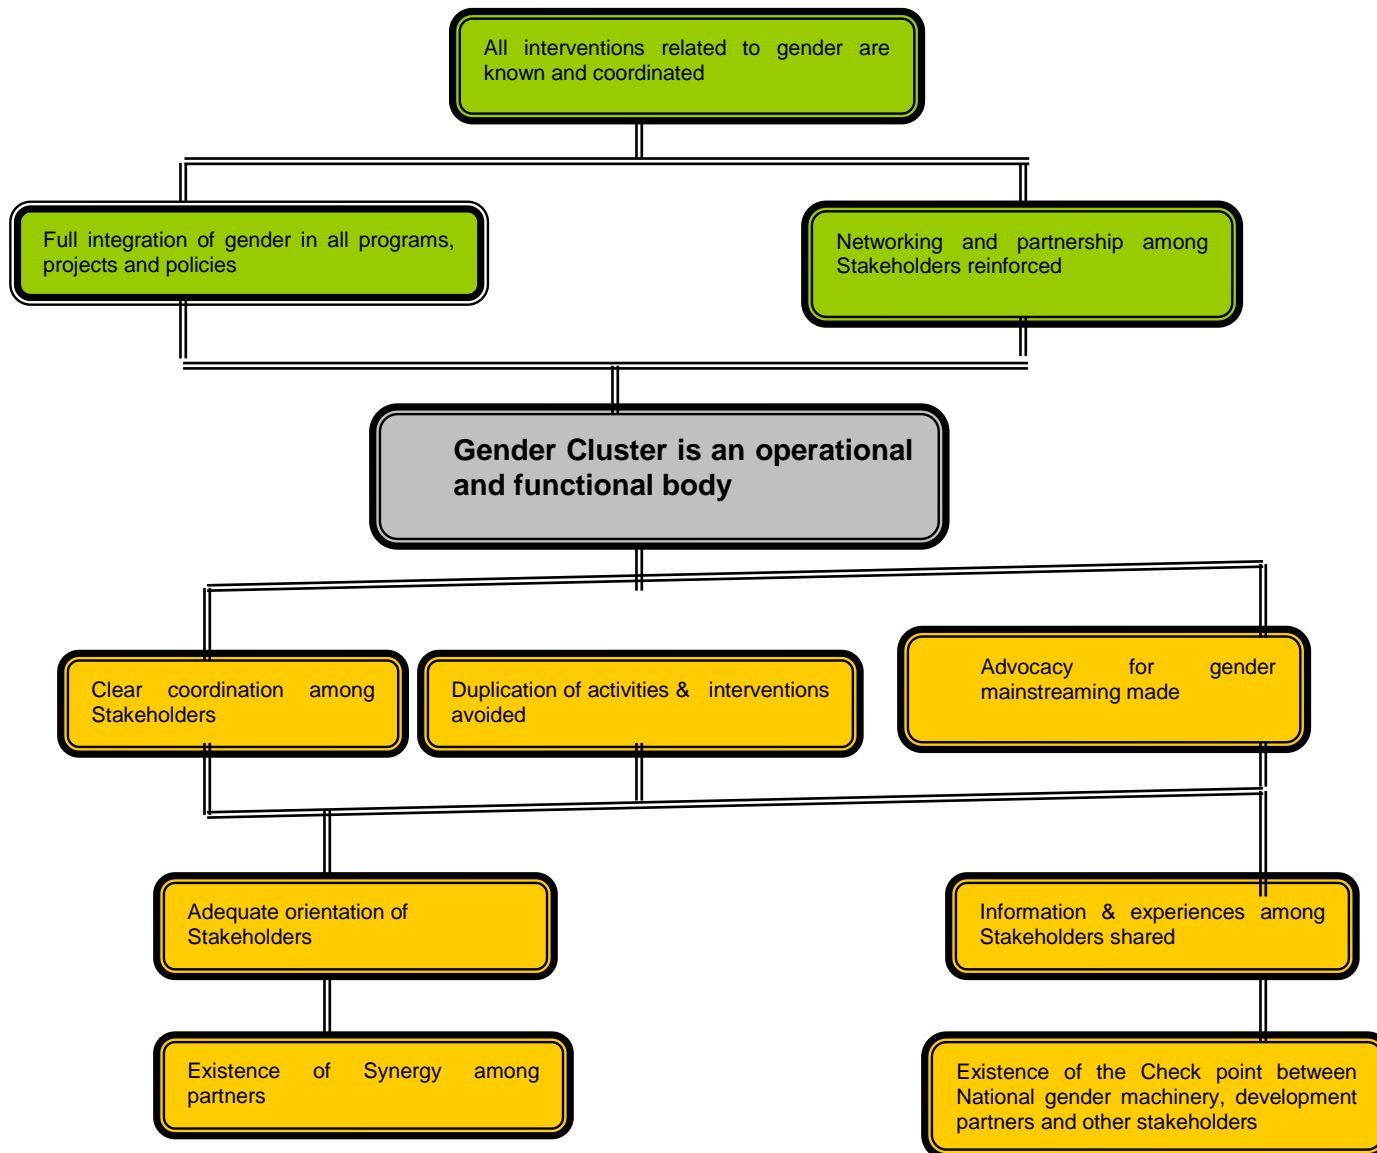 All interventions related to gender are
known and coordinated
Full integration of gender in all programs,
projects and policies
Networking and partnership among
Stakeholders reinforced
Gender Cluster is an operational
and functional body
Clear coordination among
Stakeholders
Duplication of activities & interventions
avoided
Advocacy for gender
mainstreaming made
Adequate orientation of
Stakeholders
Information & experiences among
Stakeholders shared
Existence of Synergy among
partners
Existence of the Check point between
National gender machinery, development
partners and other stakeholders